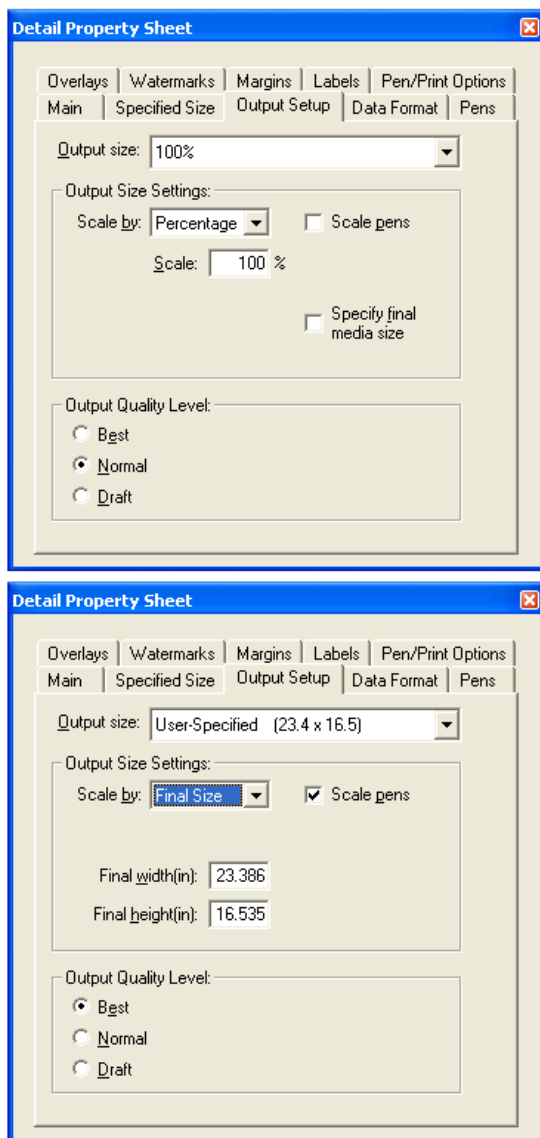 Detail Property Sheet
Overlays Watermarks Margins Labels Pen/Print Options
Main Specified Size Output Setup Data Format Pens
Output size: 100%
Output Size Settings:
Scale by: Percentage Scale pens
Scale: 100 %
Specify final
media size
Output Quality Level:
Best
Normal
Draft
Detail Property Sheet
Overlays Watermarks Margins Labels Pen/Print Options
Main Specified Size Output Setup Data Format Pens
Output size: User-Specified (23.4 x 16.5)
Output Size Settings:
Scale by: Final Size Scale pens
Final width(in): 23.386
Final height(in): 16.535
Output Quality Level:
Best
Normal
Draft